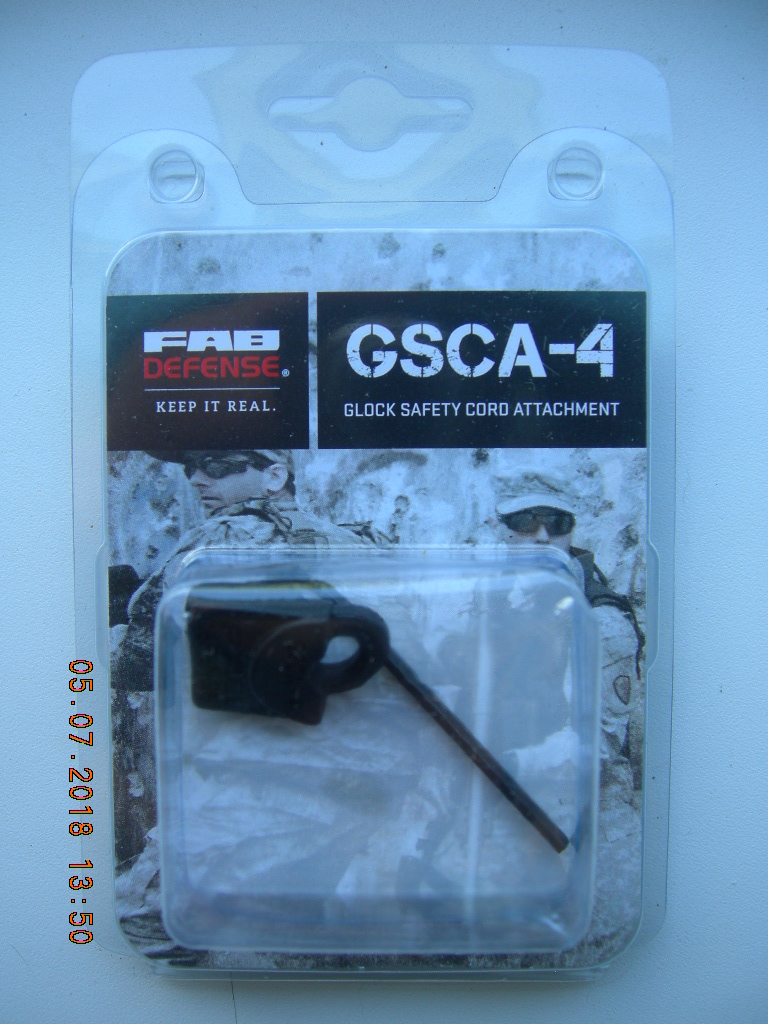 FAB
DEFENSE®
KEEP IT REAL.
GSCA-4
GLOCK SAFETY CORD ATTACHMENT
05.07.2018 13:50